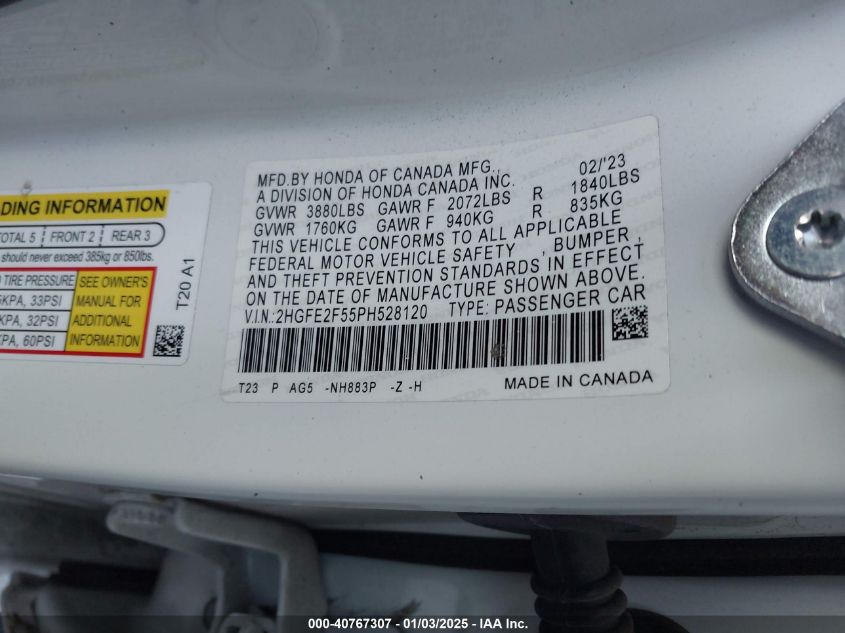 MFD.BY HONDA OF CANADA MFG., 02/'23
A DIVISION OF HONDA CANADA INC.
GVWR 3880LBS GAWR F 2072LBS R 1840LBS
GVWR 1760KG GAWR F 940KG R 835KG
THIS VEHICLE CONFORMS TO ALL APPLICABLE
FEDERAL MOTOR VEHICLE SAFETY , BUMPER ,
AND THEFT PREVENTION STANDARDS IN EFFECT
ON THE DATE OF MANUFACTURE SHOWN ABOVE.
V.I.N.:2HGFE2F55PH528120 TYPE: PASSENGER CAR
T23 P AG5 -NH883P -Z -H MADE IN CANADA
INFORMATION
TOTAL 5 FRONT 2 REAR 3
should never exceed 385kg or 850lbs.
TIRE PRESSURE
KPA, 33PSI
KPA, 32PSI
KPA, 60PSI
SEE OWNER'S
MANUAL FOR
ADDITIONAL
INFORMATION
T20 A1
000-40767307 - 01/03/2025 - IAA Inc.